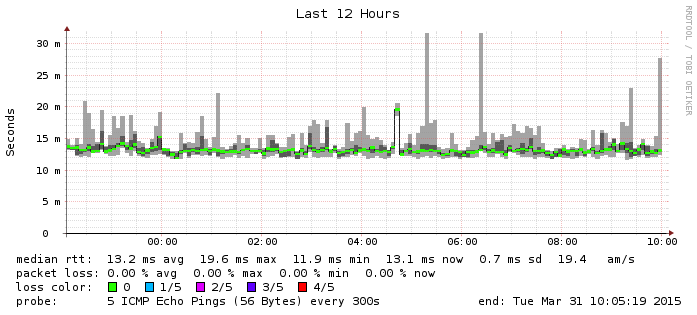 Last 12 Hours
RRDTOOL / TOBI OETIKER
Seconds
30 m
25 m
20 m
15 m
10 m
5 m
0
00:00 02:00 04:00 06:00 08:00 10:00
median rtt: 13.2 ms avg 19.6 ms max 11.9 ms min 13.1 ms now 0.7 ms sd 19.4 am/s
packet loss: 0.00 % avg 0.00 % max 0.00 % min 0.00 % now
loss color: 0 1/5 2/5 3/5 4/5
probe: 5 ICMP Echo Pings (56 Bytes) every 300s end: Tue Mar 31 10:05:19 2015